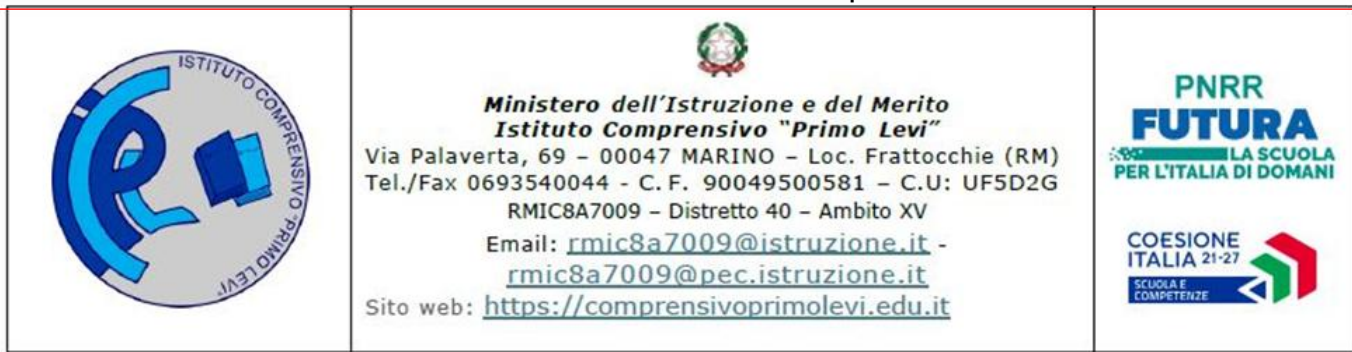 ISTITUTO COMPRENSIVO "PRIMO LEVI"
Ministero dell'Istruzione e del Merito
Istituto Comprensivo "Primo Levi"
Via Palaverta, 69 – 00047 MARINO – Loc. Frattocchie (RM)
Tel./Fax 0693540044 - C.F. 90049500581 – C.U: UF5D2G
RMIC8A7009 – Distretto 40 – Ambito XV
Email: rmic8a7009@istruzione.it -
rmic8a7009@pec.istruzione.it
Sito web: https://comprensivoprimolevi.edu.it
PNRR
FUTURA
LA SCUOLA
PER L'ITALIA DI DOMANI
COESIONE
ITALIA 21-27
SCUOLA E
COMPETENZE